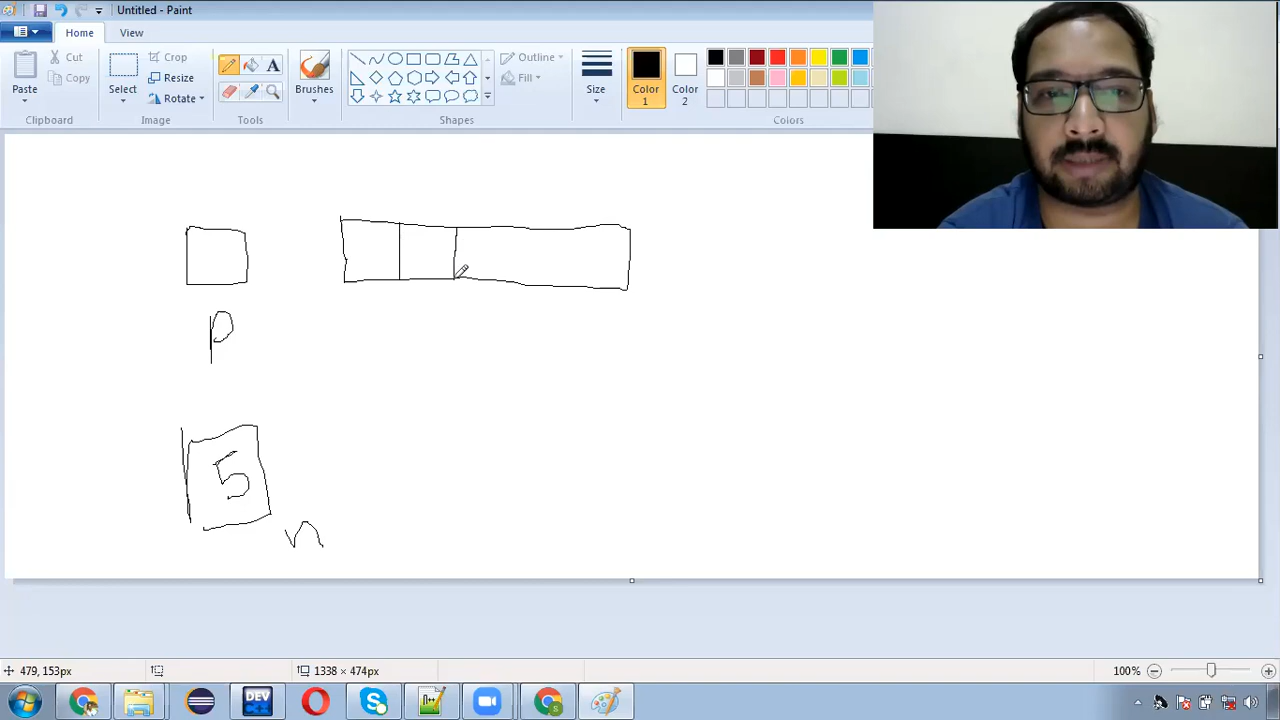 Untitled - Paint
Home View
Paste
Cut
Copy
Clipboard
Select
Crop
Resize
Rotate
Image
Tools
Brushes
Shapes
Outline
Fill
Size
Color 1
Color 2
Colors
p
5
n
479, 153px
1338 × 474px
100%
DEV
C++